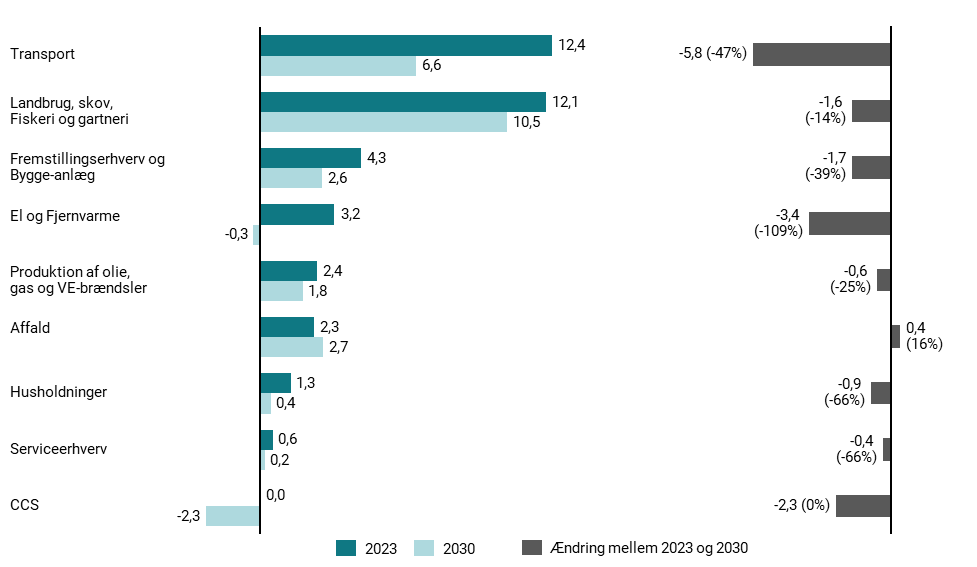 Transport
12,4
6,6
-5,8 (-47%)
Landbrug, skov,
Fiskeri og gartneri
12,1
10,5
-1,6
(-14%)
Fremstillingserhverv og
Bygge-anlæg
4,3
2,6
-1,7
(-39%)
El og Fjernvarme
3,2
-0,3
-3,4
(-109%)
Produktion af olie,
gas og VE-brændsler
2,4
1,8
-0,6
(-25%)
Affald
2,3
2,7
0,4
(16%)
Husholdninger
1,3
0,4
-0,9
(-66%)
Serviceerhverv
0,6
0,2
-0,4
(-66%)
CCS
0,0
-2,3
-2,3 (0%)
2023
2030
Ændring mellem 2023 og 2030